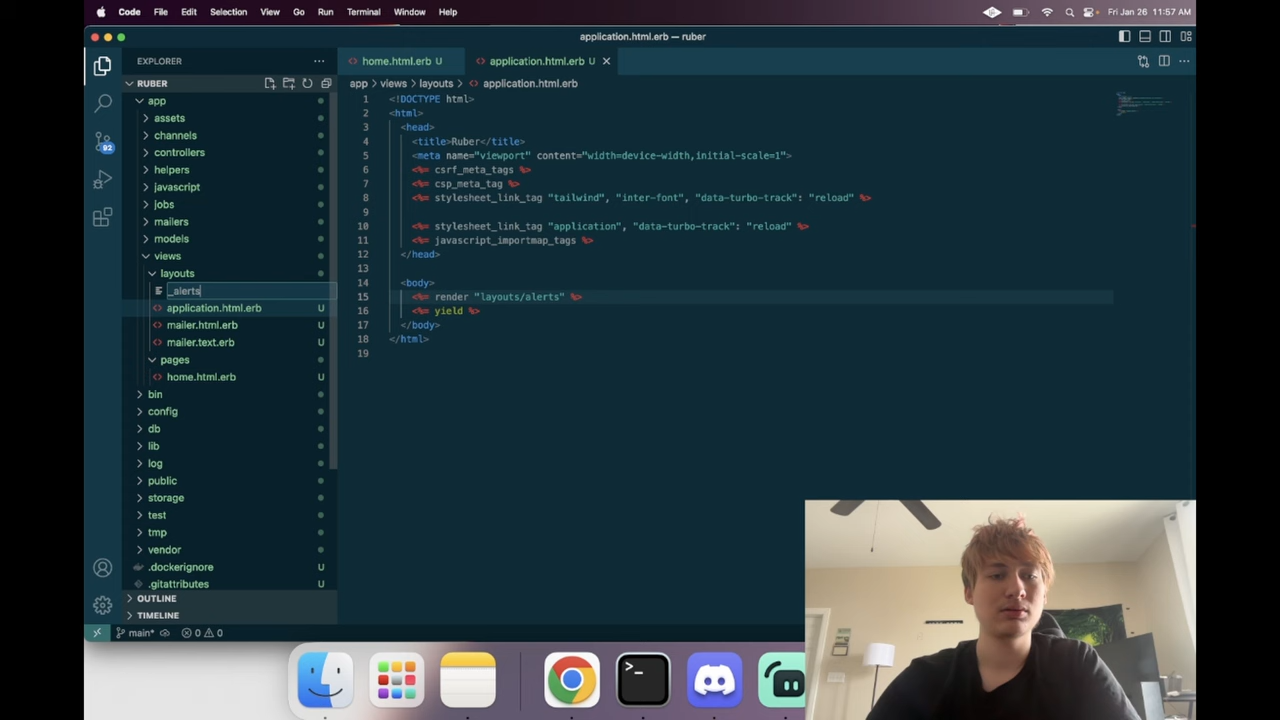 Code File Edit Selection View Go Run Terminal Window Help Fri Jan 26 11:57 AM
application.html.erb — ruber
EXPLORER
home.html.erb U
application.html.erb U
RUBER
app
assets
channels
controllers
helpers
javascript
jobs
mailers
models
views
layouts
_alerts
application.html.erb U
mailer.html.erb U
mailer.text.erb U
pages
home.html.erb U
bin
config
db
lib
log
public
storage
test
tmp
vendor
.dockerignore U
.gitattributes U
OUTLINE
TIMELINE
92
app > views > layouts > application.html.erb
1 <!DOCTYPE html>
2 <html>
3 <head>
4 <title>Ruber</title>
5 <meta name="viewport" content="width=device-width,initial-scale=1">
6 <%= csrf_meta_tags %>
7 <%= csp_meta_tag %>
8 <%= stylesheet_link_tag "tailwind", "inter-font", "data-turbo-track": "reload" %>
9
10 <%= stylesheet_link_tag "application", "data-turbo-track": "reload" %>
11 <%= javascript_importmap_tags %>
12 </head>
13
14 <body>
15 <%= render "layouts/alerts" %>
16 <%= yield %>
17 </body>
18 </html>
19
main* 0 0